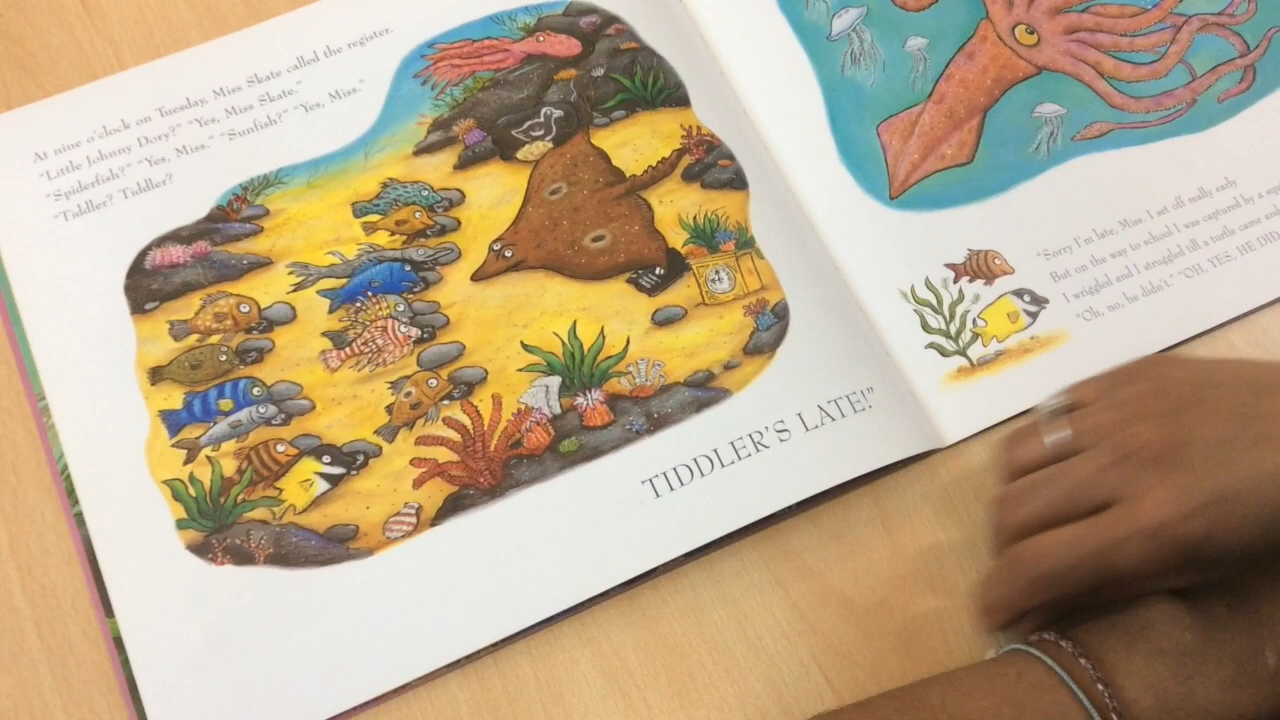 At nine o'clock on Tuesday, Miss Skate called the register.
"Little Johnny Dory?" "Yes, Miss Skate."
"Spiderfish?" "Yes, Miss." "Sunfish?" "Yes, Miss."
"Tiddler? Tiddler?
TIDDLER'S LATE!"
"Sorry I'm late, Miss. I set off really early
But on the way to school I was captured by a
I wriggled and I struggled till a turtle came
"Oh, no, he didn't." "OH, YES, HE